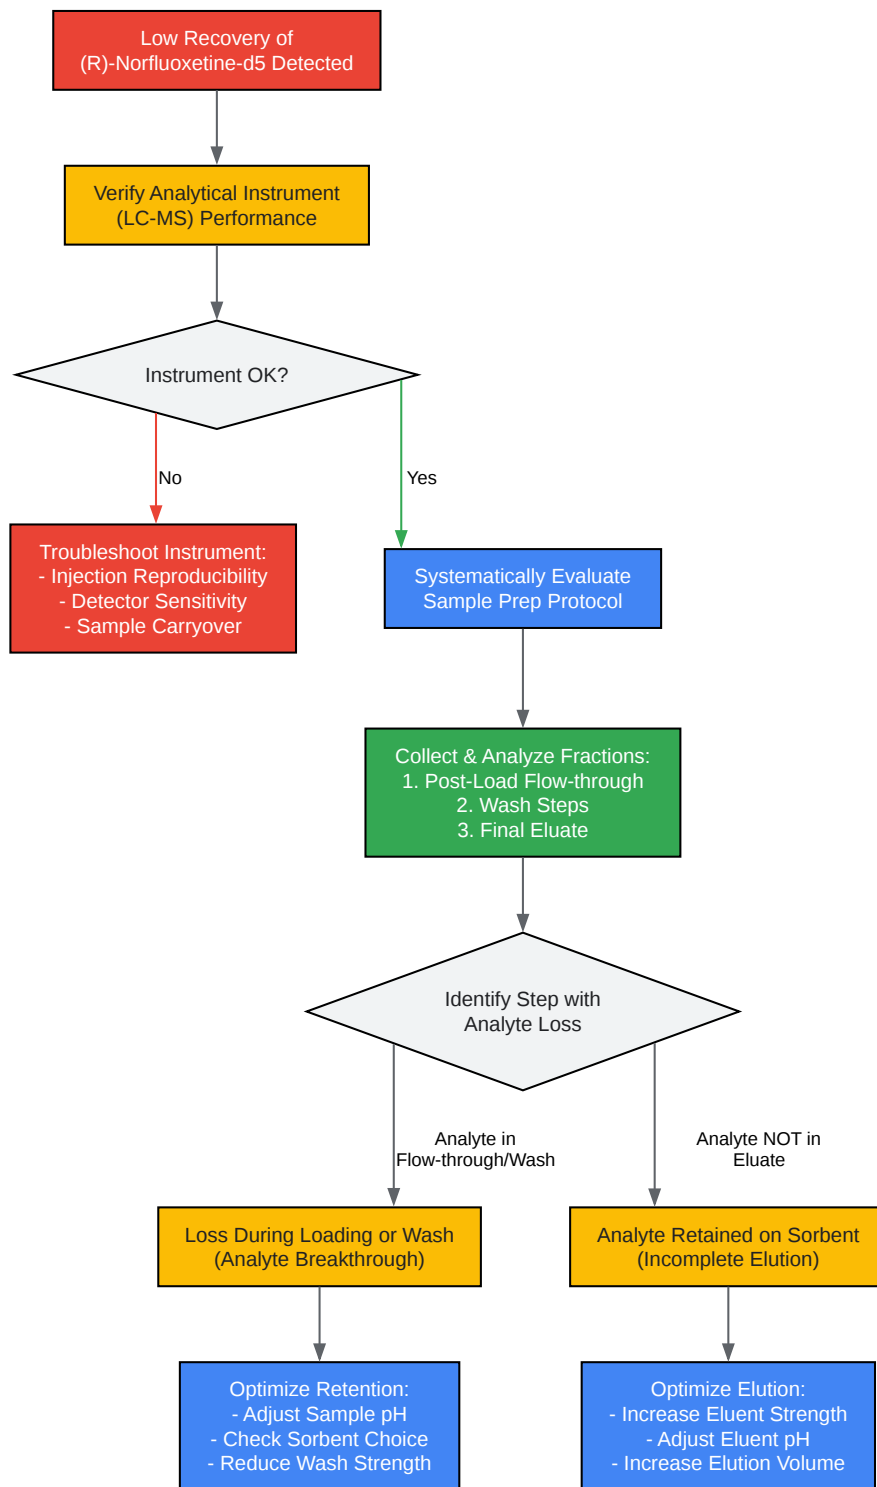 Low Recovery of
(R)-Norfluoxetine-d5 Detected
Verify Analytical Instrument
(LC-MS) Performance
Instrument OK?
No
Yes
Troubleshoot Instrument:
- Injection Reproducibility
- Detector Sensitivity
- Sample Carryover
Systematically Evaluate
Sample Prep Protocol
Collect & Analyze Fractions:
1. Post-Load Flow-through
2. Wash Steps
3. Final Eluate
Identify Step with
Analyte Loss
Analyte in
Flow-through/Wash
Analyte NOT in
Eluate
Loss During Loading or Wash
(Analyte Breakthrough)
Analyte Retained on Sorbent
(Incomplete Elution)
Optimize Retention:
- Adjust Sample pH
- Check Sorbent Choice
- Reduce Wash Strength
Optimize Elution:
- Increase Eluent Strength
- Adjust Eluent pH
- Increase Elution Volume